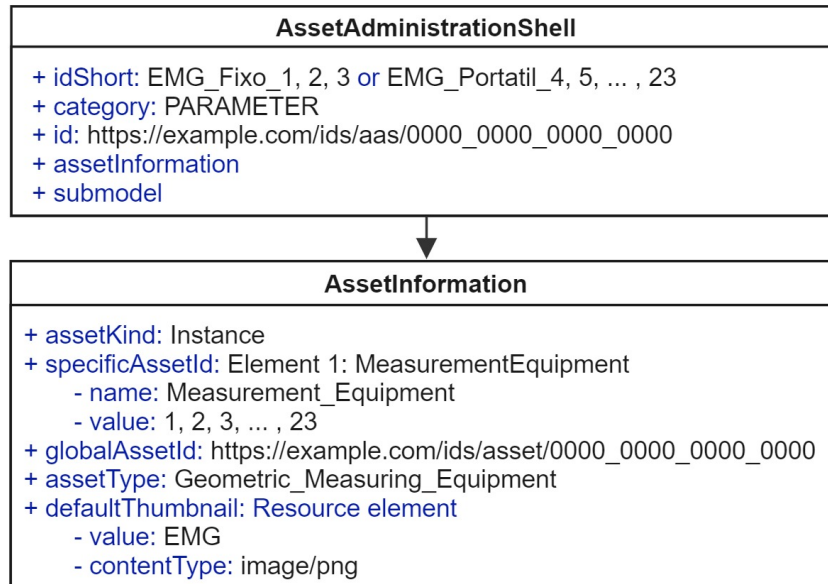 AssetAdministrationShell
+ idShort: EMG_Fixo_1, 2, 3 or EMG_Portatil_4, 5, ... , 23
+ category: PARAMETER
+ id: https://example.com/ids/aas/0000_0000_0000_0000
+ assetInformation
+ submodel
AssetInformation
+ assetKind: Instance
+ specificAssetId: Element 1: MeasurementEquipment
- name: Measurement_Equipment
- value: 1, 2, 3, ... , 23
+ globalAssetId: https://example.com/ids/asset/0000_0000_0000_0000
+ assetType: Geometric_Measuring_Equipment
+ defaultThumbnail: Resource element
- value: EMG
- contentType: image/png